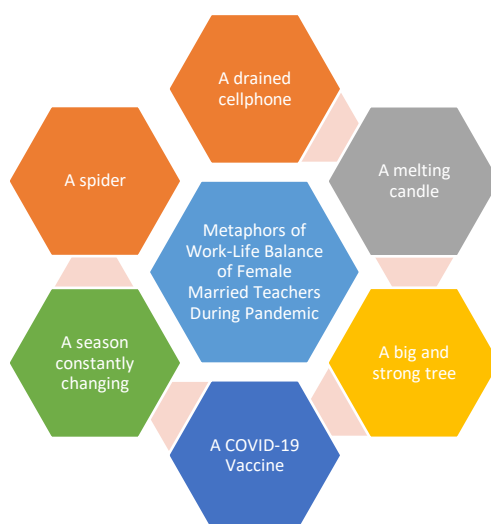 A drained
cellphone
A spider
A melting
candle
Metaphors of
Work-Life Balance
of Female
Married Teachers
During Pandemic
A season
constantly
changing
A big and
strong tree
A COVID-19
Vaccine